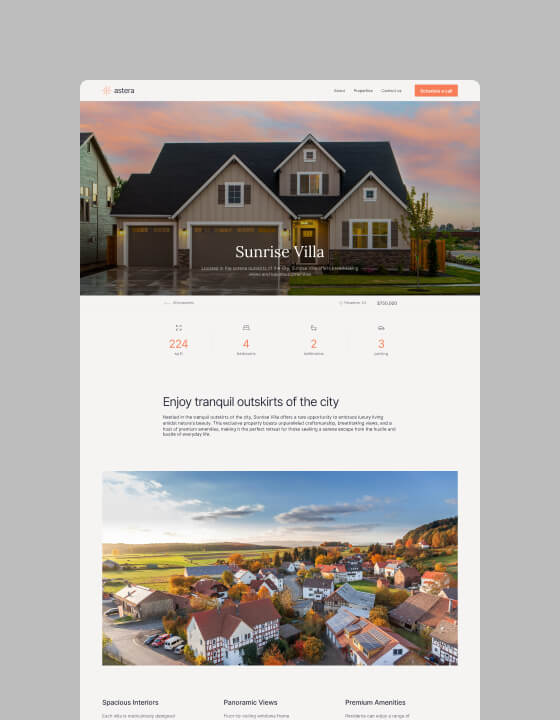 astera
About Properties Contact us Schedule a call
Sunrise Villa
Located in the serene outskirts of the city, Sunrise Villa offers breathtaking
views and luxurious amenities.
$750,000
224 4 2 3
sq ft bedrooms bathrooms parking
Enjoy tranquil outskirts of the city
Nestled in the tranquil outskirts of the city, Sunrise Villa offers a rare opportunity to embrace luxury living
amidst nature's beauty. This exclusive property boasts unparalleled craftsmanship, breathtaking views, and a
host of premium amenities, making it the perfect retreat for those seeking a serene escape from the hustle and
bustle of everyday life.
Spacious Interiors Panoramic Views Premium Amenities
Each villa is meticulously designed Floor-to-ceiling windows frame Residents can enjoy a range of